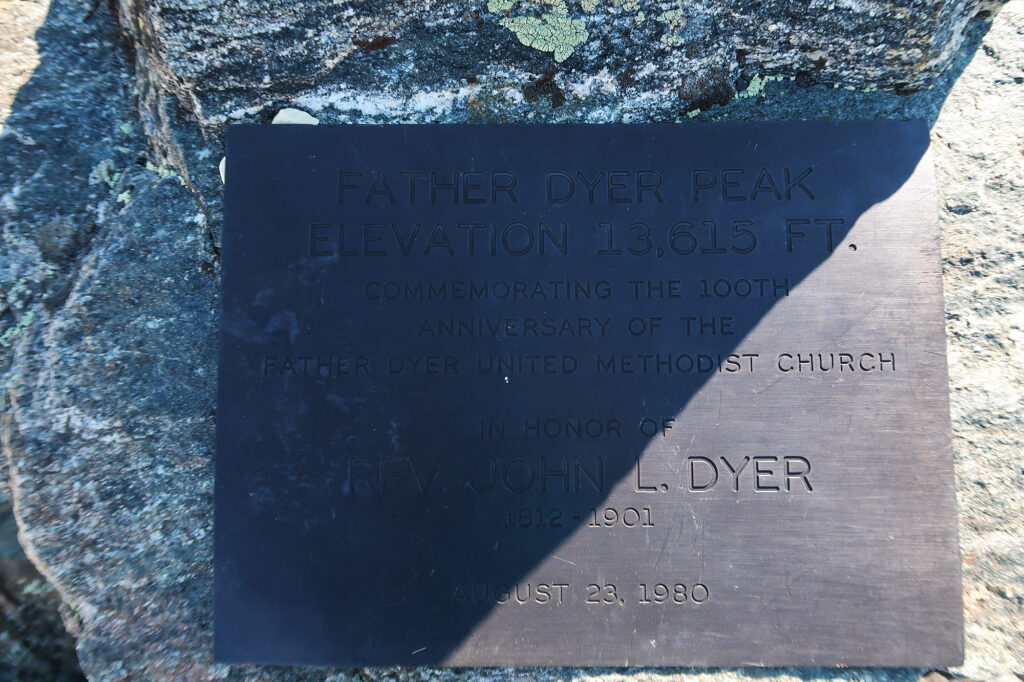 FATHER DYER PEAK
ELEVATION 13,615 FT.
COMMEMORATING THE 100TH
ANNIVERSARY OF THE
FATHER DYER UNITED METHODIST CHURCH
IN HONOR OF
REV. JOHN L. DYER
1812 - 1901
AUGUST 23, 1980